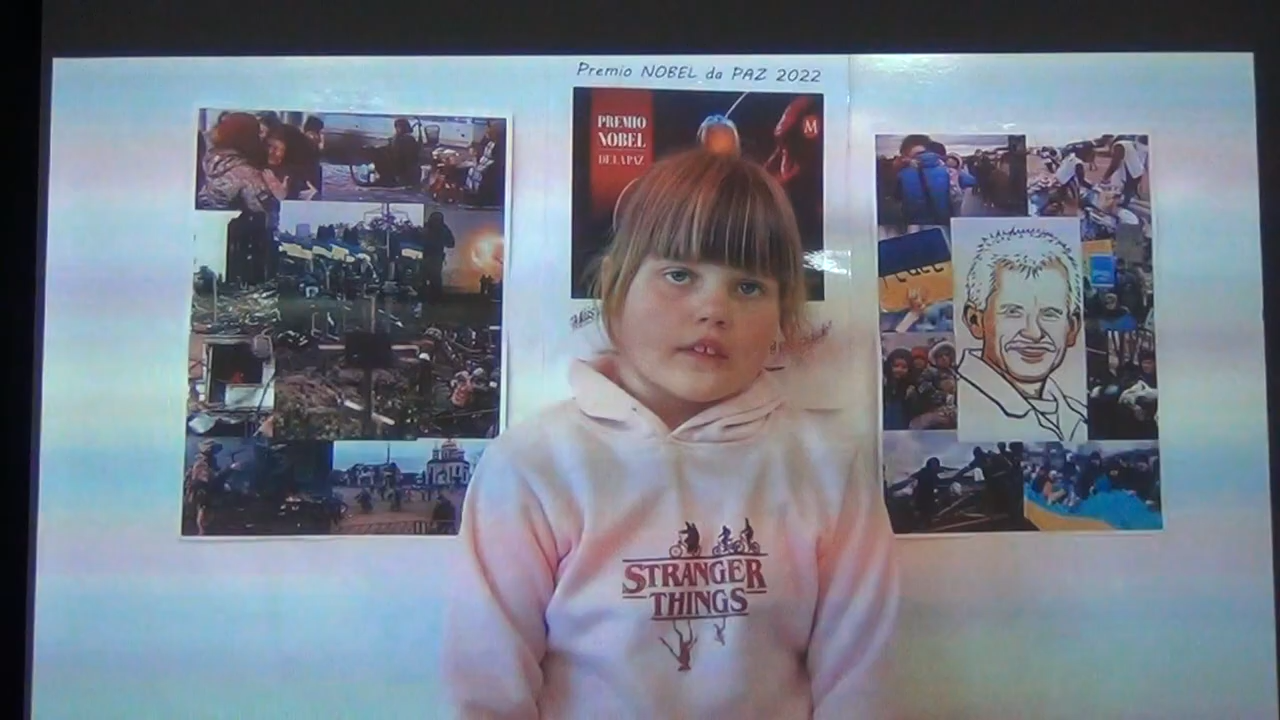 Premio NOBEL da PAZ 2022
PREMIO
NOBEL
DE LA PAZ
M
STRANGER
THINGS